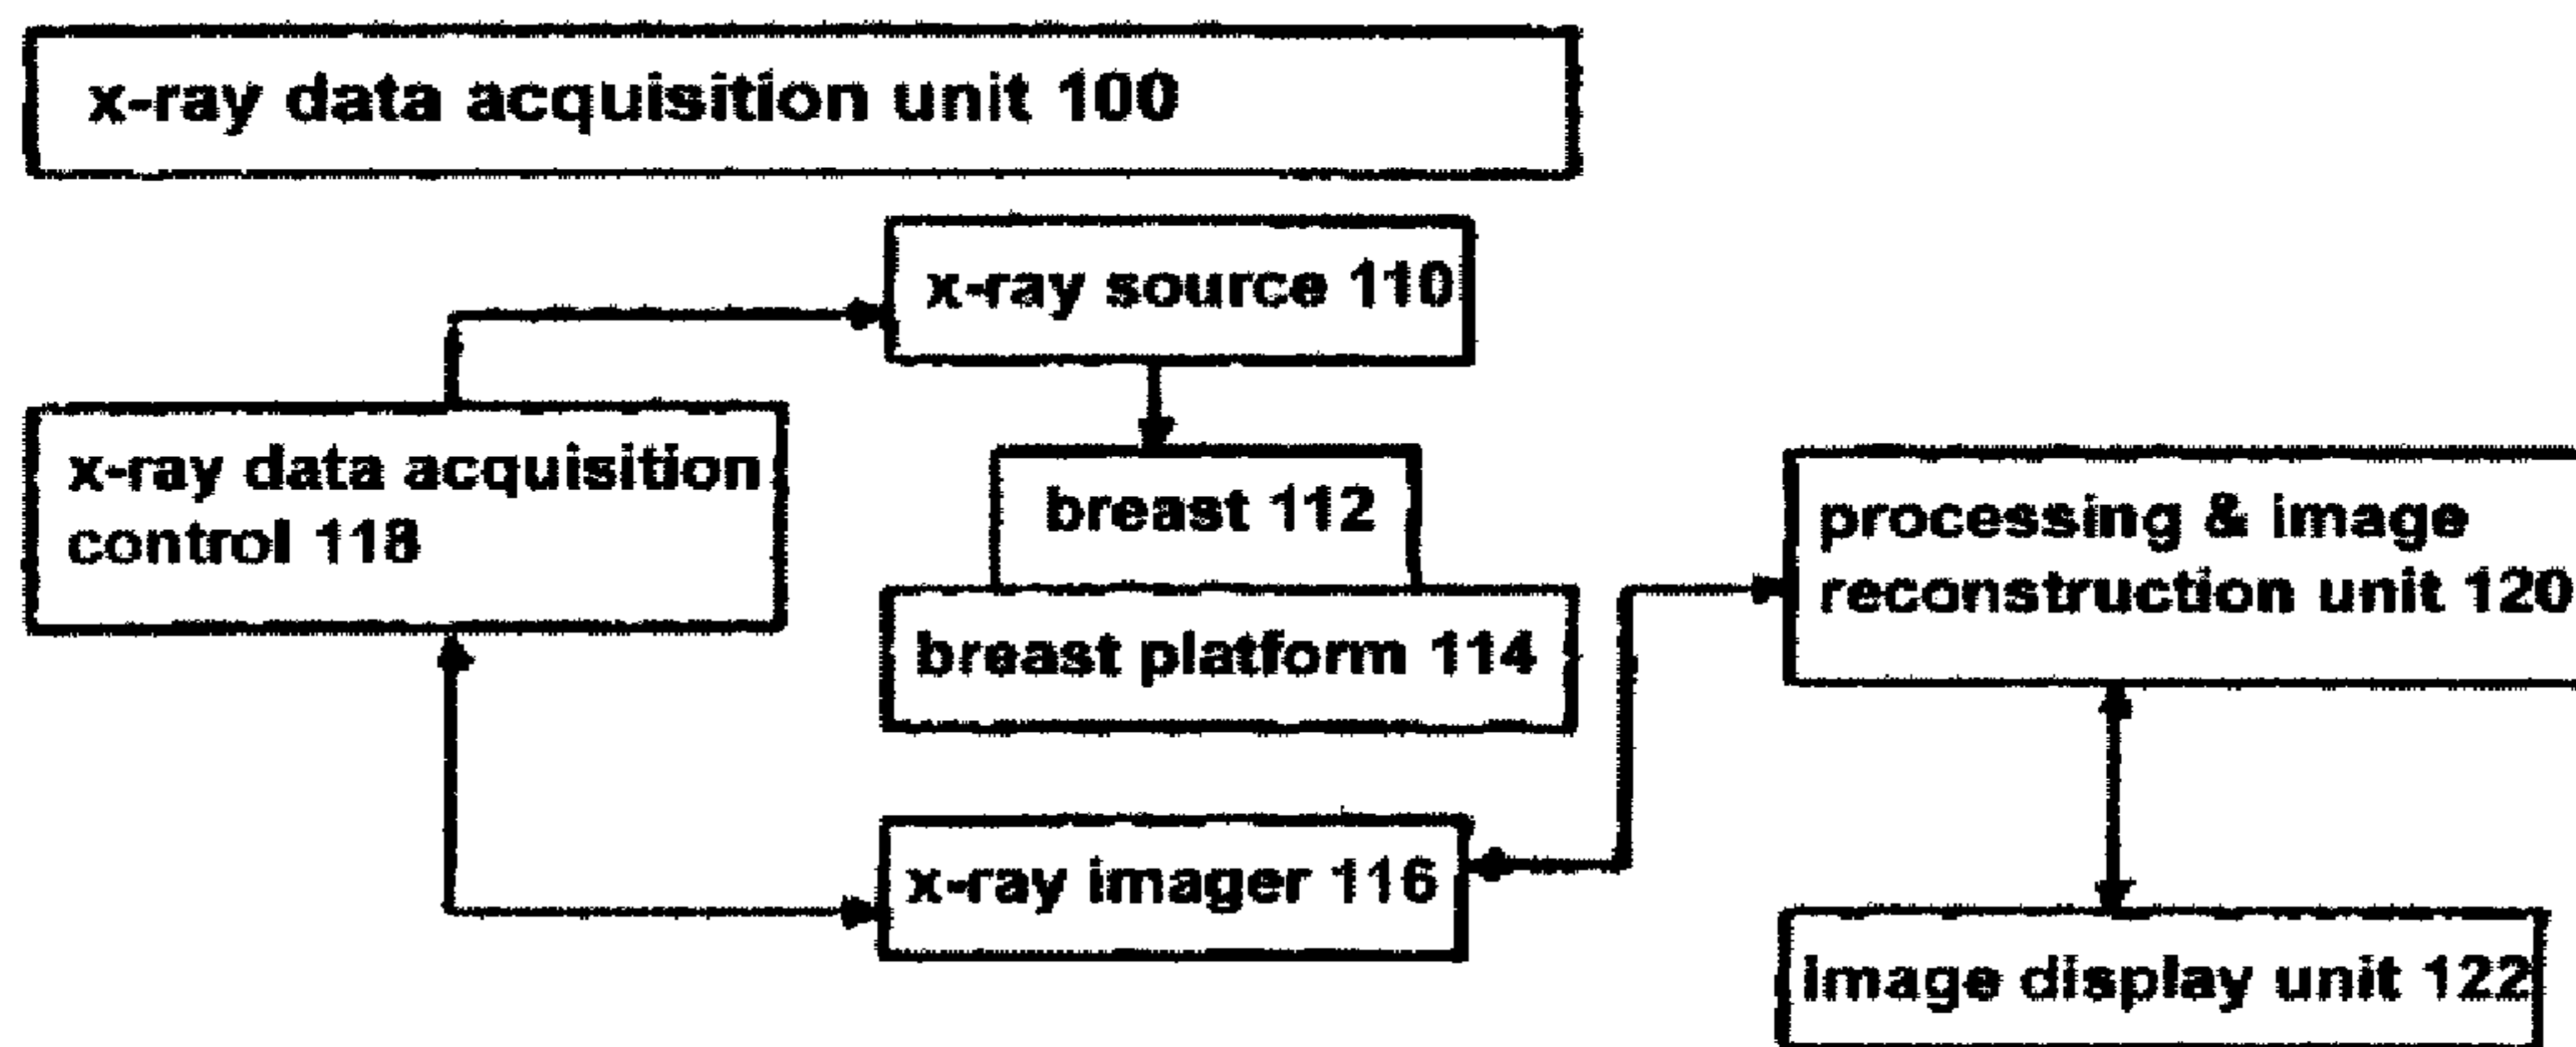 x-ray data acquisition unit 100
x-ray source 110
x-ray data acquisition
control 118
breast 112
breast platform 114
processing & image
reconstruction unit 120
x-ray imager 116
image display unit 122